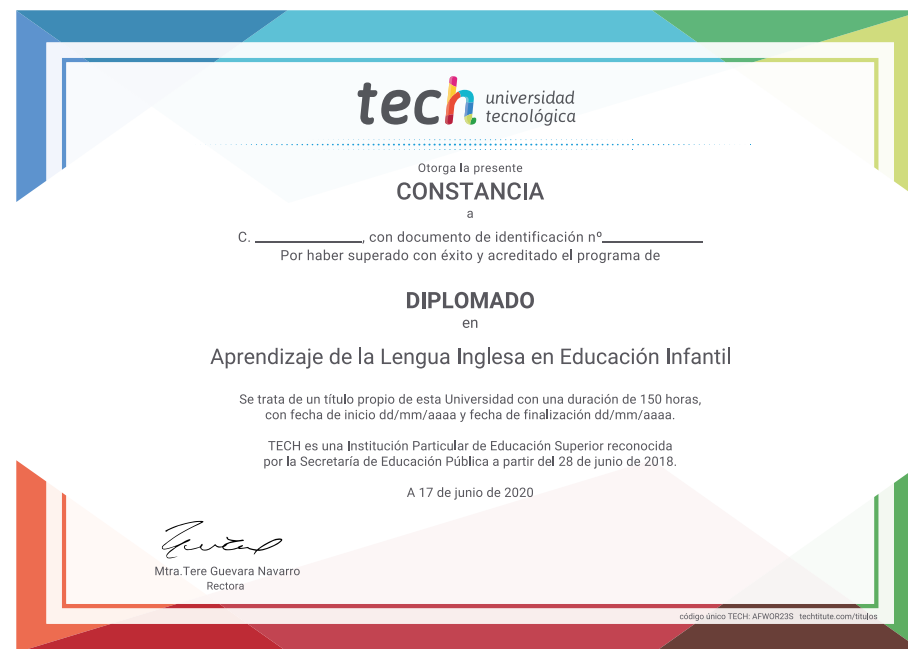 tech universidad
tecnológica
Otorga la presente
CONSTANCIA
a
C. ____________, con documento de identificación nº____________
Por haber superado con éxito y acreditado el programa de
DIPLOMADO
en
Aprendizaje de la Lengua Inglesa en Educación Infantil
Se trata de un título propio de esta Universidad con una duración de 150 horas,
con fecha de inicio dd/mm/aaaa y fecha de finalización dd/mm/aaaa.
TECH es una Institución Particular de Educación Superior reconocida
por la Secretaría de Educación Pública a partir del 28 de junio de 2018.
A 17 de junio de 2020
Mtra.Tere Guevara Navarro
Rectora
código único TECH: AFWOR23S techtitute.com/titulos